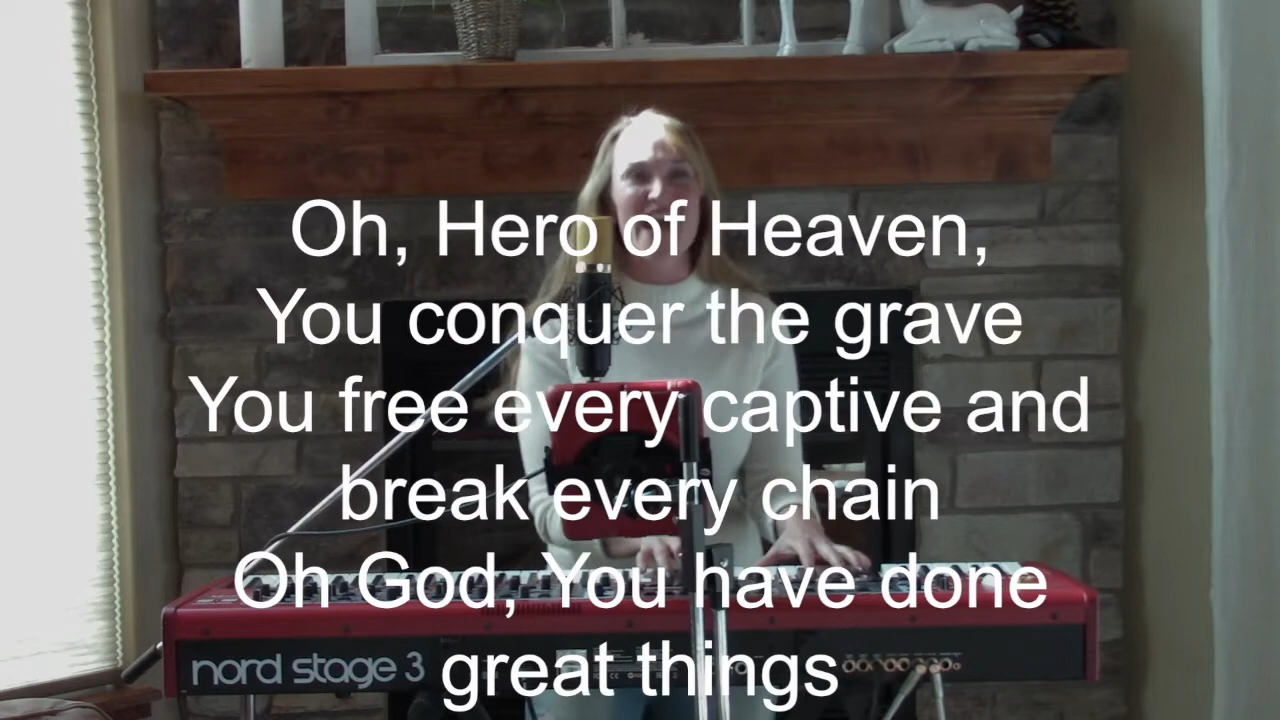 Oh, Hero of Heaven,
You conquer the grave
You free every captive and
break every chain
Oh God, You have done
great things
nord stage 3